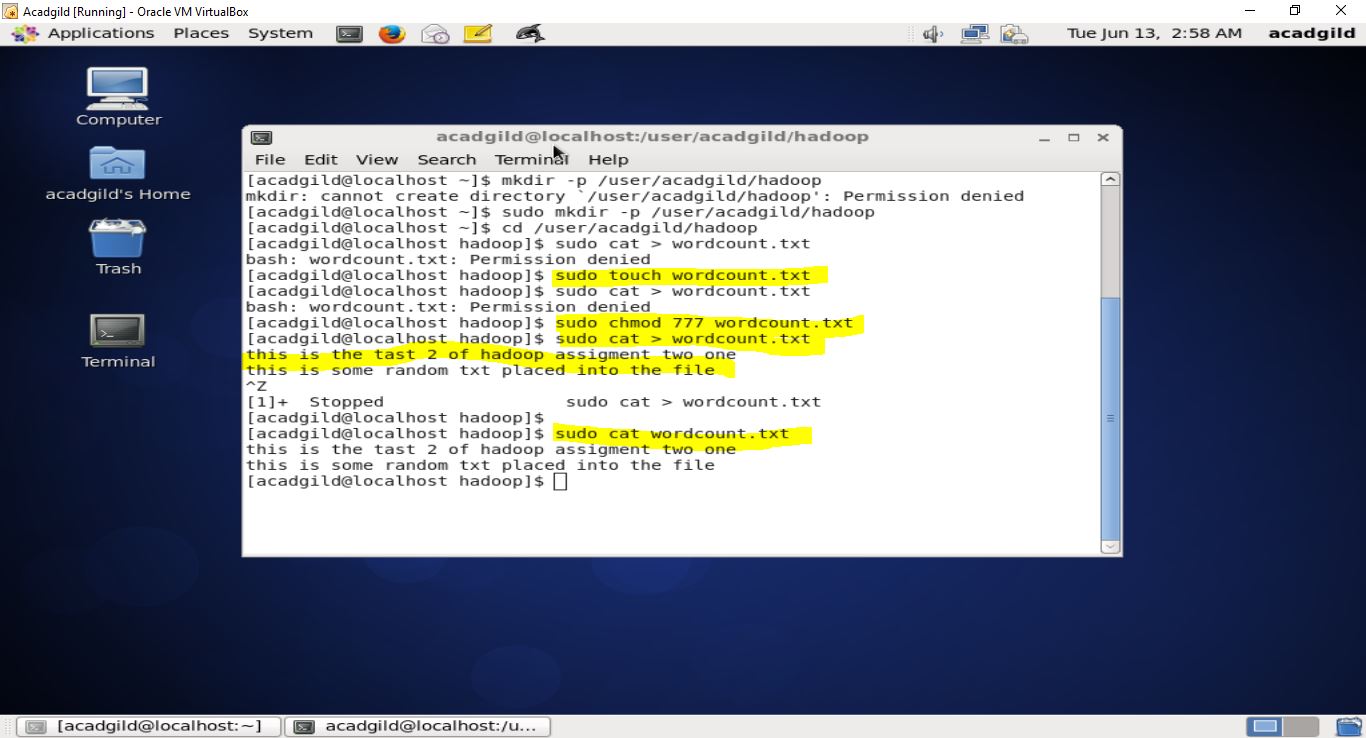 Acadgild [Running] - Oracle VM VirtualBox
Applications Places System Tue Jun 13, 2:58 AM acadgild
Computer
acadgild's Home
Trash
Terminal
acadgild@localhost:/user/acadgild/hadoop
File Edit View Search Terminal Help
[acadgild@localhost ~]$ mkdir -p /user/acadgild/hadoop
mkdir: cannot create directory `/user/acadgild/hadoop': Permission denied
[acadgild@localhost ~]$ sudo mkdir -p /user/acadgild/hadoop
[acadgild@localhost ~]$ cd /user/acadgild/hadoop
[acadgild@localhost hadoop]$ sudo cat > wordcount.txt
bash: wordcount.txt: Permission denied
[acadgild@localhost hadoop]$ sudo touch wordcount.txt
[acadgild@localhost hadoop]$ sudo cat > wordcount.txt
bash: wordcount.txt: Permission denied
[acadgild@localhost hadoop]$ sudo chmod 777 wordcount.txt
[acadgild@localhost hadoop]$ sudo cat > wordcount.txt
this is the tast 2 of hadoop assigment two one
this is some random txt placed into the file
^Z
[1]+  Stopped                 sudo cat > wordcount.txt
[acadgild@localhost hadoop]$
[acadgild@localhost hadoop]$ sudo cat wordcount.txt
this is the tast 2 of hadoop assigment two one
this is some random txt placed into the file
[acadgild@localhost hadoop]$
[acadgild@localhost:~] acadgild@localhost:/u...